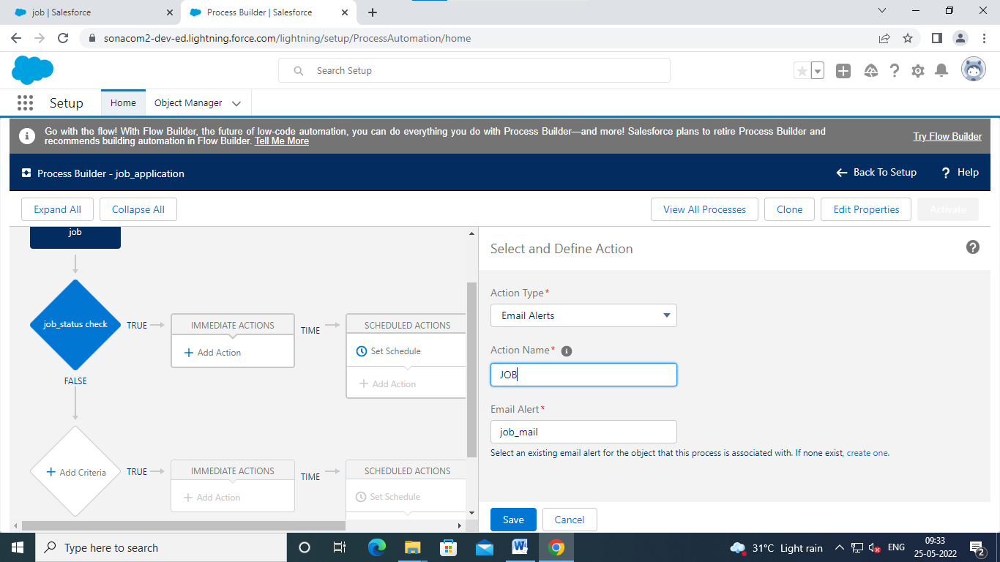 job | Salesforce
Process Builder | Salesforce
sonacom2-dev-ed.lightning.force.com/lightning/setup/ProcessAutomation/home
Search Setup
Setup
Home
Object Manager
Go with the flow! With Flow Builder, the future of low-code automation, you can do everything you do with Process Builder—and more! Salesforce plans to retire Process Builder and
recommends building automation in Flow Builder. Tell Me More
Try Flow Builder
Process Builder - job_application
Back To Setup
? Help
Expand All
Collapse All
View All Processes
Clone
Edit Properties
Activate
job
job_status check
TRUE
IMMEDIATE ACTIONS
+ Add Action
TIME
SCHEDULED ACTIONS
Set Schedule
+ Add Action
FALSE
+ Add Criteria
TRUE
IMMEDIATE ACTIONS
+ Add Action
TIME
SCHEDULED ACTIONS
Set Schedule
Select and Define Action
Action Type*
Email Alerts
Action Name*
JOB
Email Alert*
job_mail
Select an existing email alert for the object that this process is associated with. If none exist, create one.
Save
Cancel
Type here to search
31°C Light rain
ENG
09:33
25-05-2022
2